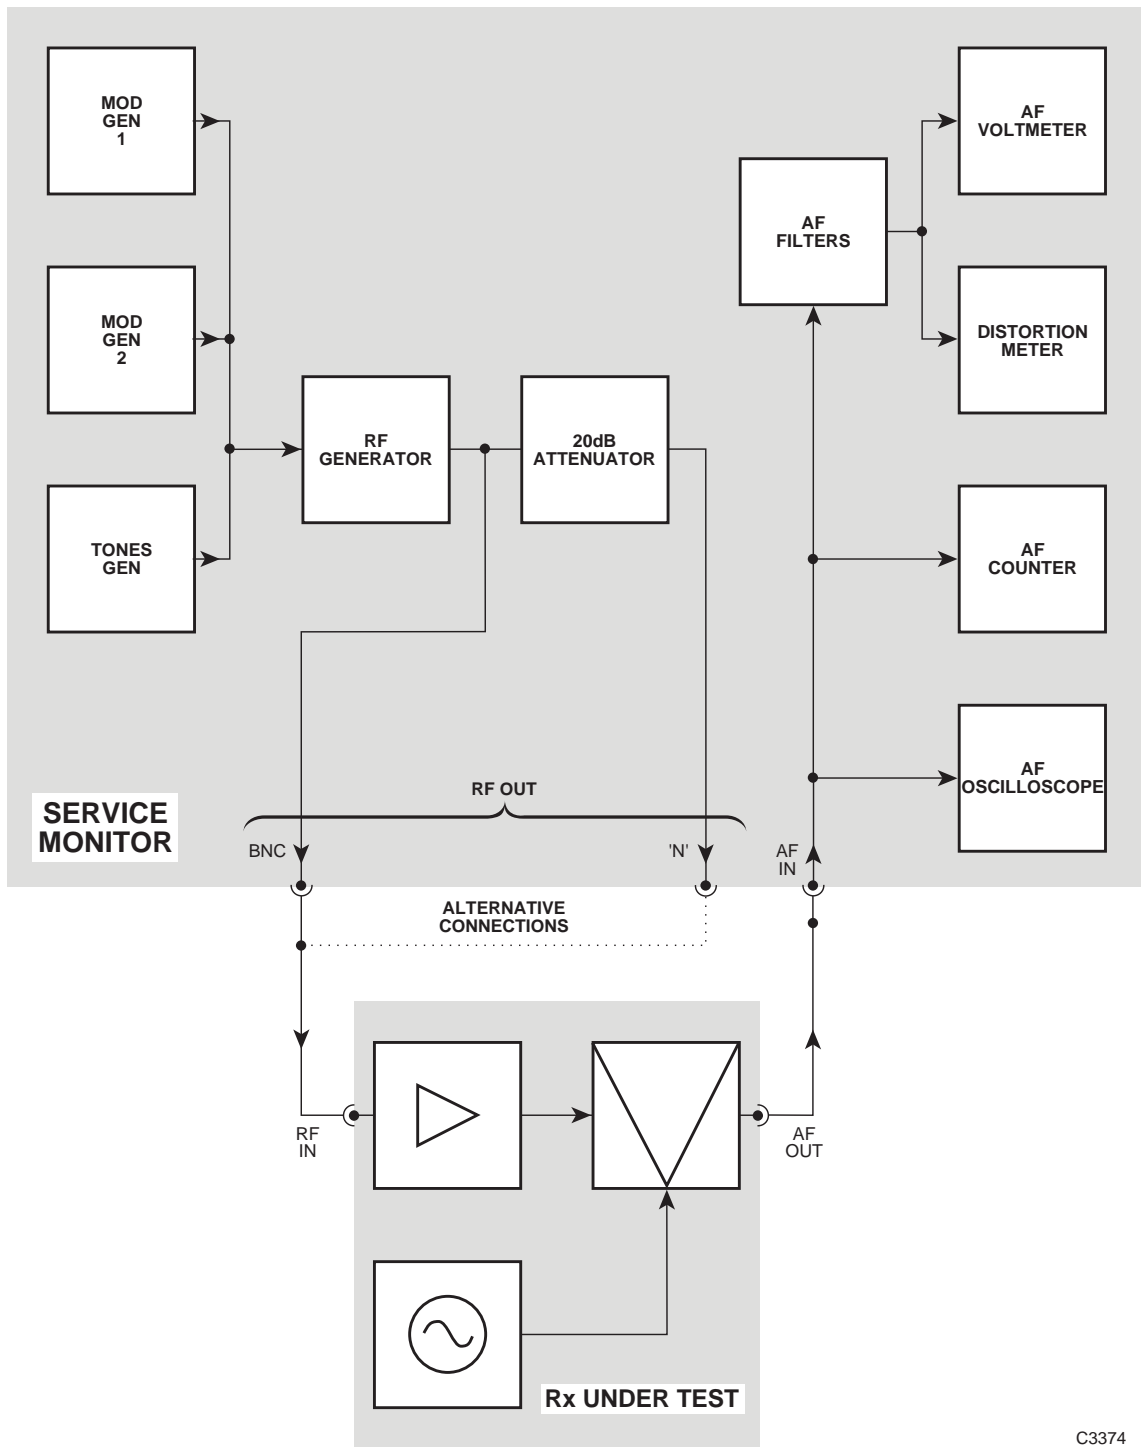 MOD
GEN
1
AF
VOLTMETER
AF
FILTERS
MOD
GEN
2
DISTORTION
METER
RF
GENERATOR
20dB
ATTENUATOR
TONES
GEN
AF
COUNTER
AF
OSCILLOSCOPE
RF OUT
SERVICE
MONITOR
BNC
'N'
AF
IN
ALTERNATIVE
CONNECTIONS
RF
IN
AF
OUT
Rx UNDER TEST
C3374